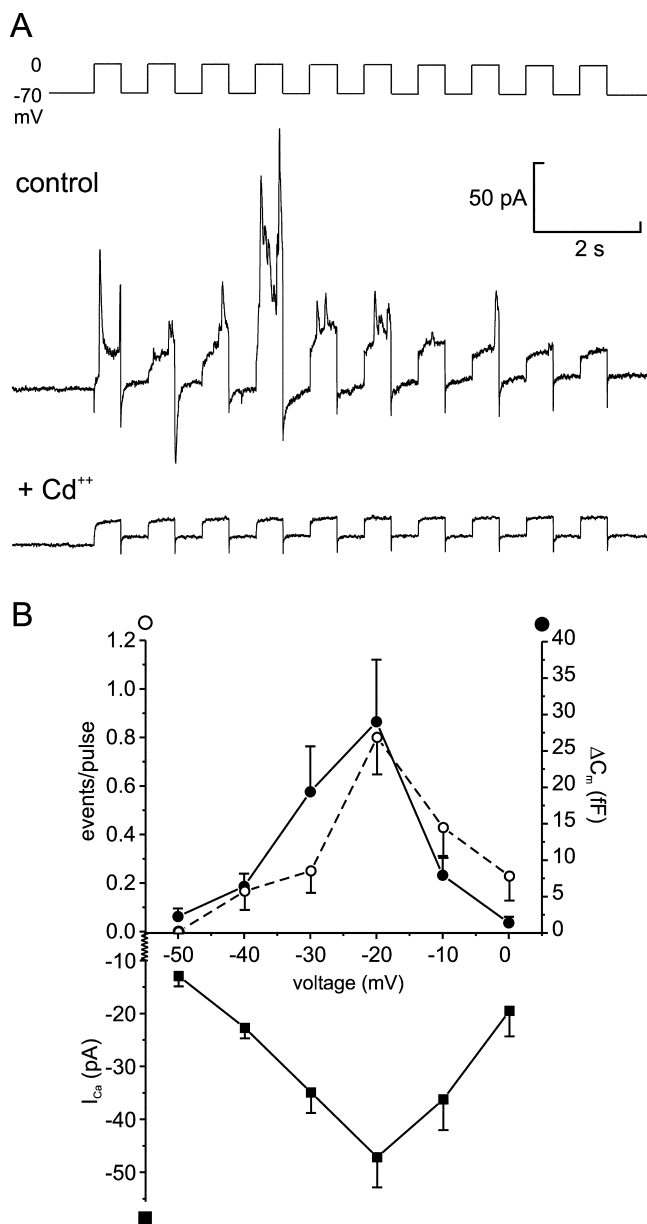 A
0
-70
mV
control
50 pA
2 s
+ Cd++
B
1.2
1.0
0.8
0.6
0.4
0.2
0.0
events/pulse
40
35
30
25
20
15
10
5
0
ΔCm (fF)
-50 -40 -30 -20 -10 0
voltage (mV)
-10
-20
-30
-40
-50
ICa (pA)